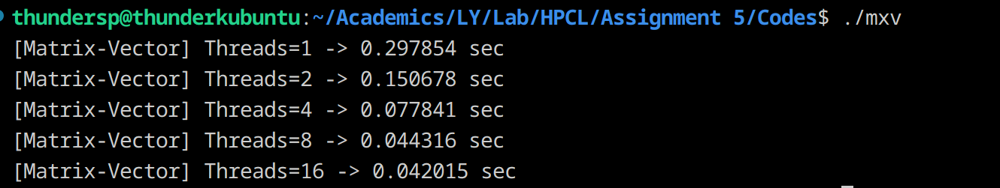 thundersp@thunderkubuntu:~/Academics/LY/Lab/HPCL/Assignment 5/Codes$ ./mxv
[Matrix-Vector] Threads=1 -> 0.297854 sec
[Matrix-Vector] Threads=2 -> 0.150678 sec
[Matrix-Vector] Threads=4 -> 0.077841 sec
[Matrix-Vector] Threads=8 -> 0.044316 sec
[Matrix-Vector] Threads=16 -> 0.042015 sec